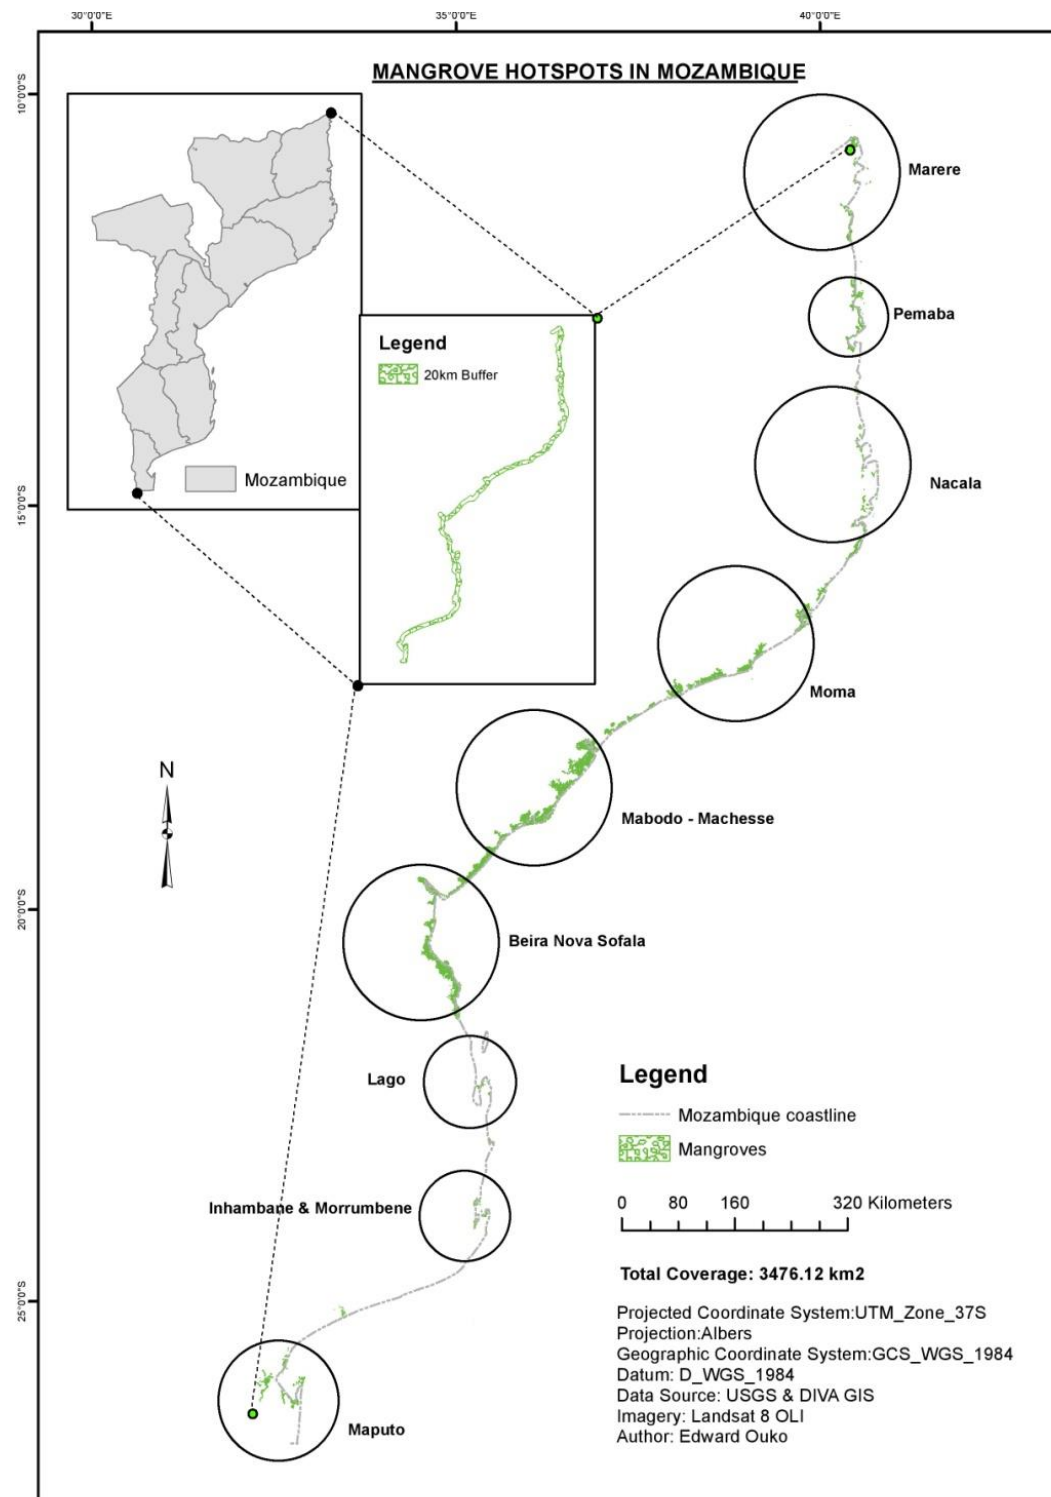 30°0'0"E
35°0'0"E
40°0'0"E
MANGROVE HOTSPOTS IN MOZAMBIQUE
10°0'0"S
Marere
Pemaba
Legend
20km Buffer
Mozambique
Nacala
15°0'0"S
Moma
N
Mabodo - Machesse
20°0'0"S
Beira Nova Sofala
Lago
Legend
Mozambique coastline
Mangroves
Inhambane & Morrumbene
0 80 160 320 Kilometers
25°0'0"S
Total Coverage: 3476.12 km2
Projected Coordinate System:UTM_Zone_37S
Projection:Albers
Geographic Coordinate System:GCS_WGS_1984
Datum: D_WGS_1984
Data Source: USGS & DIVA GIS
Imagery: Landsat 8 OLI
Author: Edward Ouko
Maputo